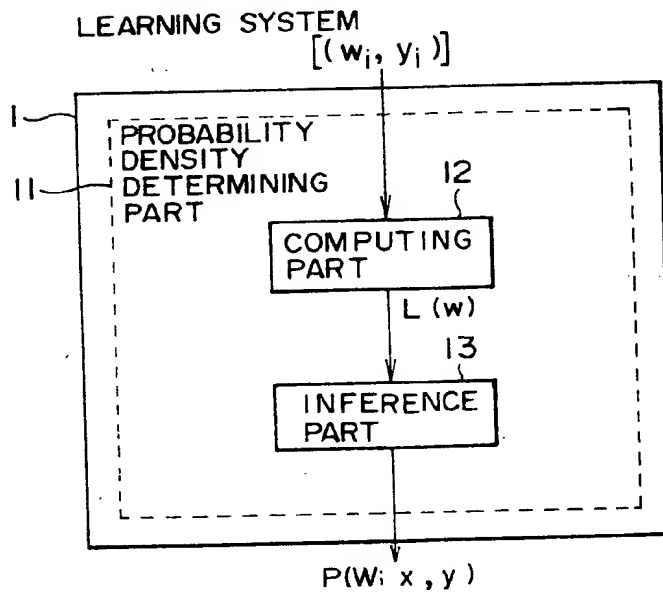 LEARNING SYSTEM
[(wi, yi)]
1
PROBABILITY
DENSITY
11
DETERMINING
PART
12
COMPUTING
PART
L (w)
13
INFERENCE
PART
P(Wi x, y)